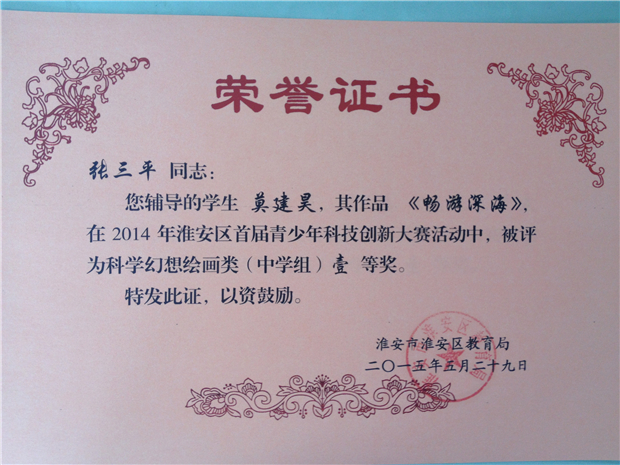 荣誉证书
张三平 同志：
您辅导的学生 莫建昊，其作品 《畅游深海》，
在 2014 年淮安区首届青少年科技创新大赛活动中，被评
为科学幻想绘画类（中学组）壹 等奖。
特发此证，以资鼓励。
淮安市淮安区教育局
二〇一五年五月二十九日